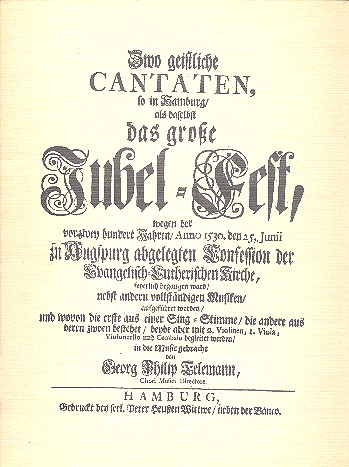 Zwo geistliche
CANTATEN,
so in Hamburg/
als daselbst
das große
Jubel-Fest,
wegen der
vor zwey hundert Jahren/ Anno 1530. den 25. Junii
zu Augspurg abgelegten Confession der
Evangelisch-Lutherischen Kirche,
feyerlich begangen ward/
nebst andern vollständigen Musiken/
aufgeführet worden/
und wovon die erste aus einer Sing-Stimme/ die andere aus
deren zwoen bestehet/ beyde aber mit 2. Violinen, 1. Viola,
Violoncello und Cembalo begleitet werden/
in die Music gebracht
von
Georg Philip Telemann,
Chori Musici Directore.
HAMBURG,
Gedruckt bey seel. Peter Heußen Wittwe/ neben der Banco.